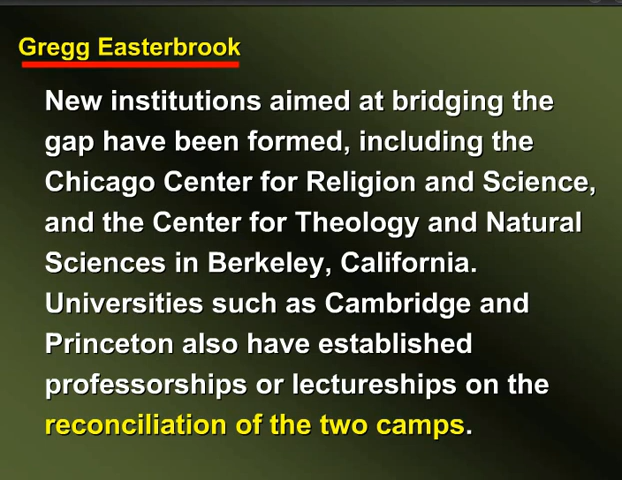 Gregg Easterbrook
New institutions aimed at bridging the
gap have been formed, including the
Chicago Center for Religion and Science,
and the Center for Theology and Natural
Sciences in Berkeley, California.
Universities such as Cambridge and
Princeton also have established
professorships or lectureships on the
reconciliation of the two camps.